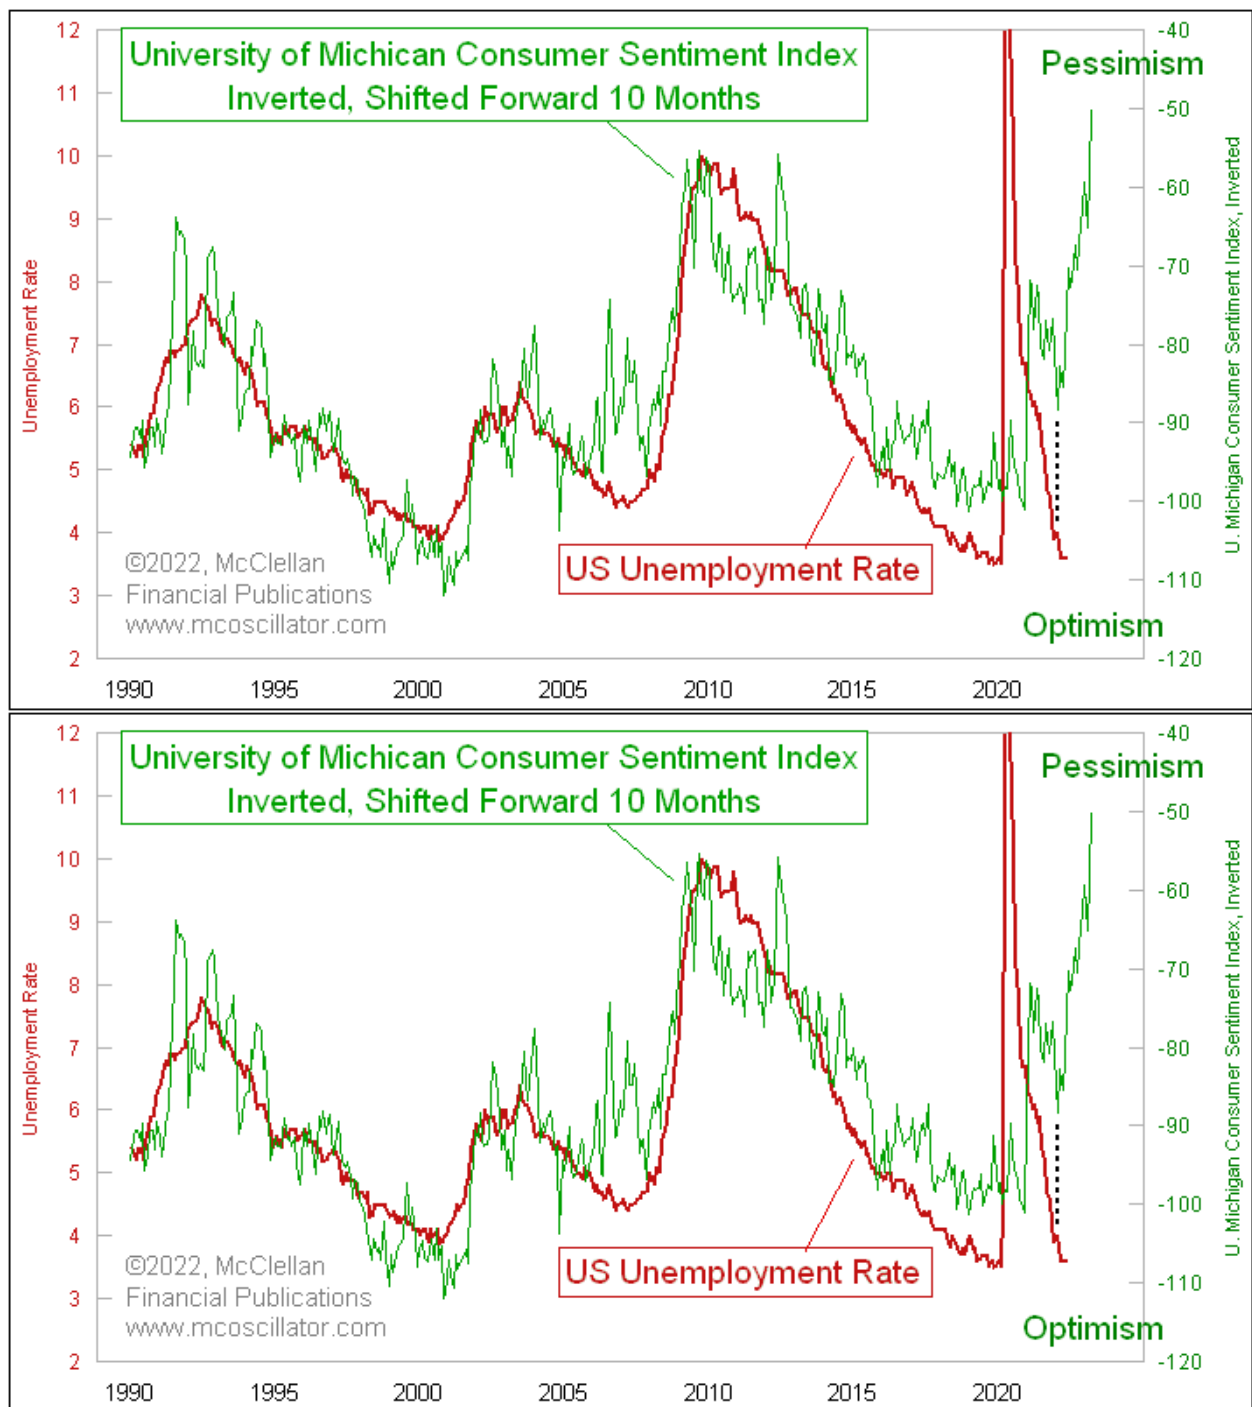 12
11
10
9
8
7
6
5
4
3
2
Unemployment Rate
University of Michican Consumer Sentiment Index
Inverted, Shifted Forward 10 Months
Pessimism
-40
-50
-60
-70
-80
-90
-100
-110
-120
U. Michigan Consumer Sentiment Index, Inverted
US Unemployment Rate
©2022, McClellan
Financial Publications
www.mcoscillator.com
Optimism
1990 1995 2000 2005 2010 2015 2020
12
11
10
9
8
7
6
5
4
3
2
Unemployment Rate
University of Michican Consumer Sentiment Index
Inverted, Shifted Forward 10 Months
Pessimism
-40
-50
-60
-70
-80
-90
-100
-110
-120
U. Michigan Consumer Sentiment Index, Inverted
US Unemployment Rate
©2022, McClellan
Financial Publications
www.mcoscillator.com
Optimism
1990 1995 2000 2005 2010 2015 2020